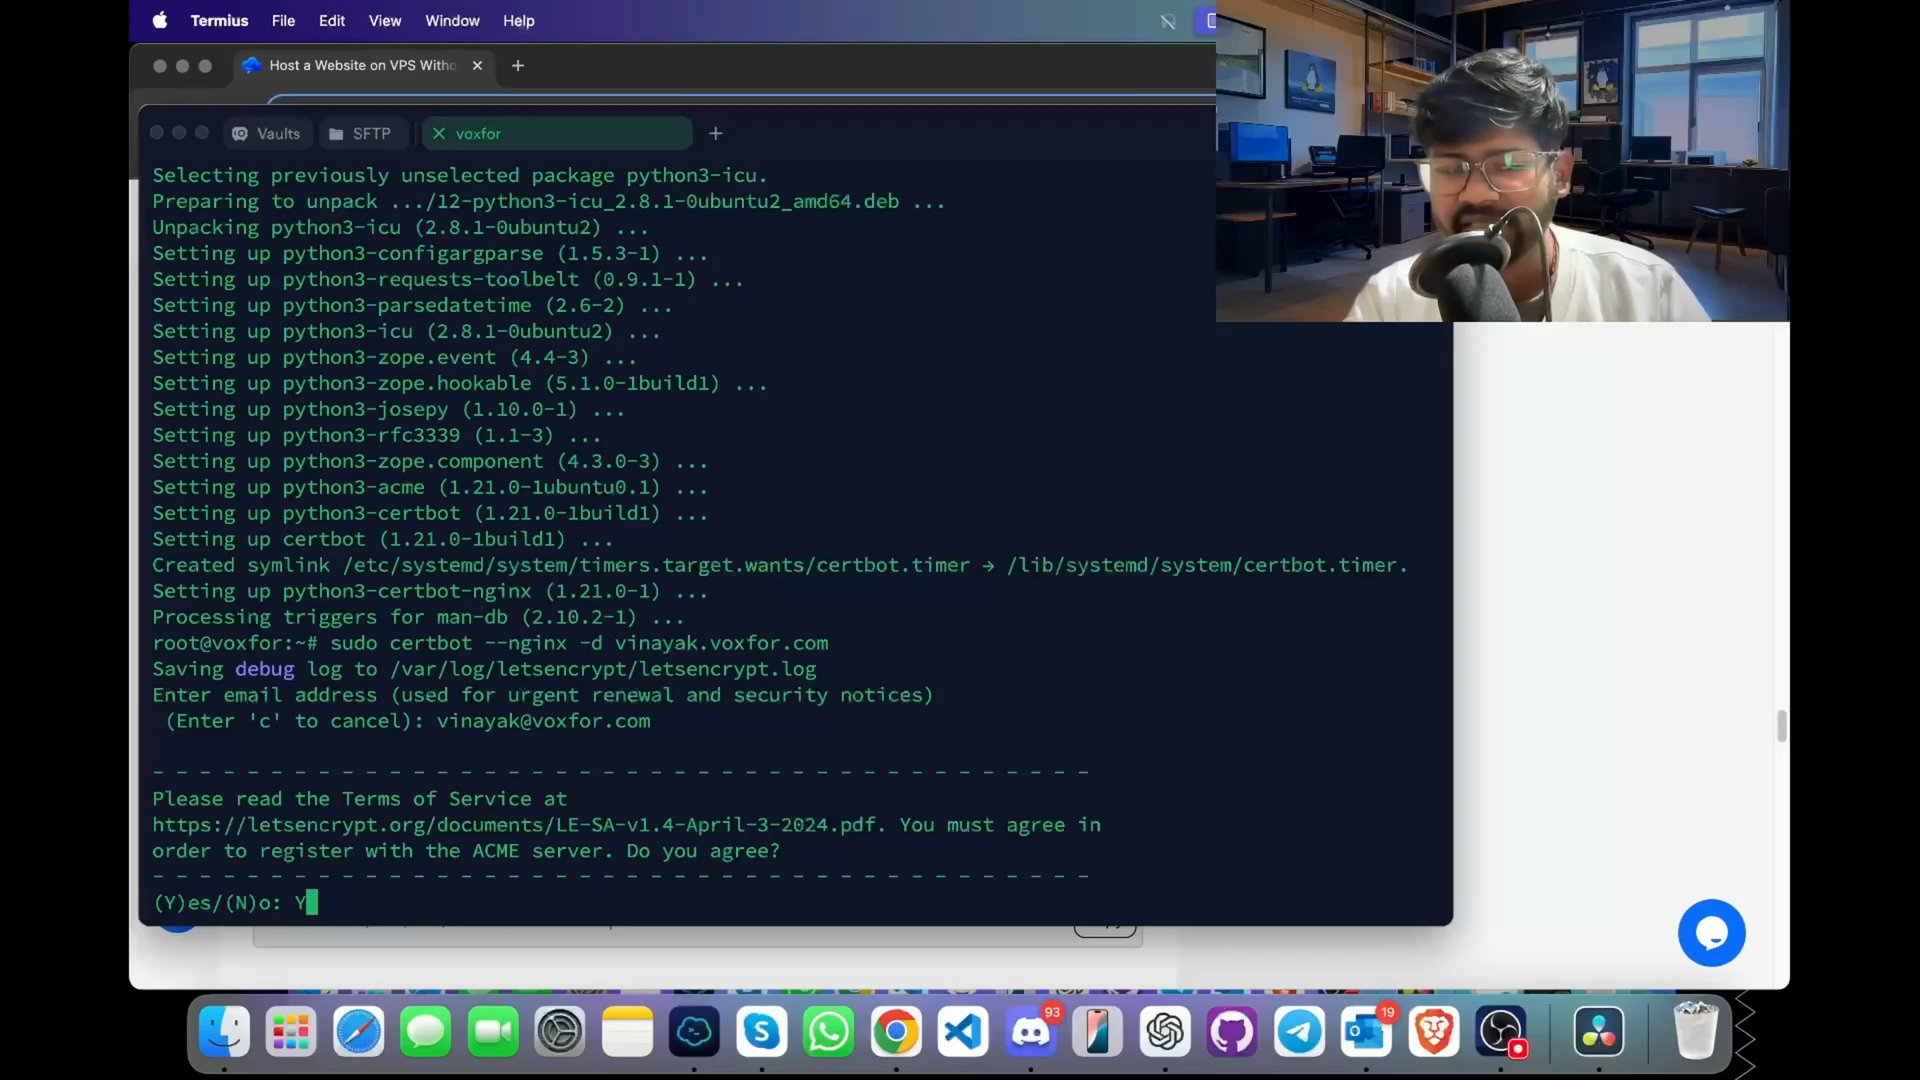 Termius File Edit View Window Help
Host a Website on VPS Witho
Vaults SFTP voxfor
Selecting previously unselected package python3-icu.
Preparing to unpack .../12-python3-icu_2.8.1-0ubuntu2_amd64.deb ...
Unpacking python3-icu (2.8.1-0ubuntu2) ...
Setting up python3-configargparse (1.5.3-1) ...
Setting up python3-requests-toolbelt (0.9.1-1) ...
Setting up python3-parsedatetime (2.6-2) ...
Setting up python3-icu (2.8.1-0ubuntu2) ...
Setting up python3-zope.event (4.4-3) ...
Setting up python3-zope.hookable (5.1.0-1build1) ...
Setting up python3-josepy (1.10.0-1) ...
Setting up python3-rfc3339 (1.1-3) ...
Setting up python3-zope.component (4.3.0-3) ...
Setting up python3-acme (1.21.0-1ubuntu0.1) ...
Setting up python3-certbot (1.21.0-1build1) ...
Setting up certbot (1.21.0-1build1) ...
Created symlink /etc/systemd/system/timers.target.wants/certbot.timer → /lib/systemd/system/certbot.timer.
Setting up python3-certbot-nginx (1.21.0-1) ...
Processing triggers for man-db (2.10.2-1) ...
root@voxfor:~# sudo certbot --nginx -d vinayak.voxfor.com
Saving debug log to /var/log/letsencrypt/letsencrypt.log
Enter email address (used for urgent renewal and security notices)
(Enter 'c' to cancel): vinayak@voxfor.com
- - - - - - - - - - - - - - - - - - - - - - - - - - - - - - - - - - - - - - - -
Please read the Terms of Service at
https://letsencrypt.org/documents/LE-SA-v1.4-April-3-2024.pdf. You must agree in
order to register with the ACME server. Do you agree?
- - - - - - - - - - - - - - - - - - - - - - - - - - - - - - - - - - - - - - - -
(Y)es/(N)o: Y
93
19